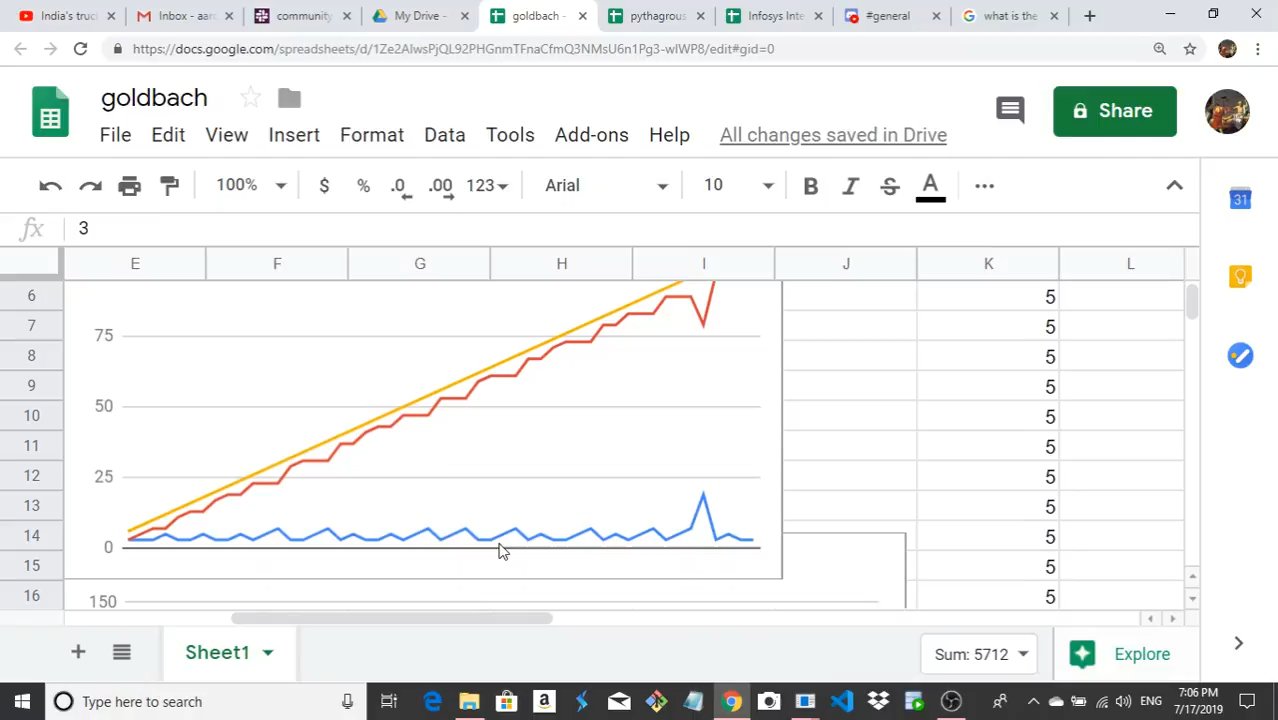 India's truc
Inbox - aaro
community
My Drive -
goldbach -
pythagrous
Infosys Inte
#general
what is the
https://docs.google.com/spreadsheets/d/1Ze2AlwsPjQL92PHGnmTFnaCfmQ3NMsU6n1Pg3-wIWP8/edit#gid=0
goldbach
Share
File Edit View Insert Format Data Tools Add-ons Help All changes saved in Drive
100% $ % .0 .00 123 Arial 10 B I S A
31
fx 3
E F G H I J K L
6 5
7 75 5
8 5
9 5
10 50 5
11 5
12 25 5
13 5
14 0 5
15 5
16 150 5
Sheet1 Sum: 5712 Explore
Type here to search
ENG
7:06 PM
7/17/2019